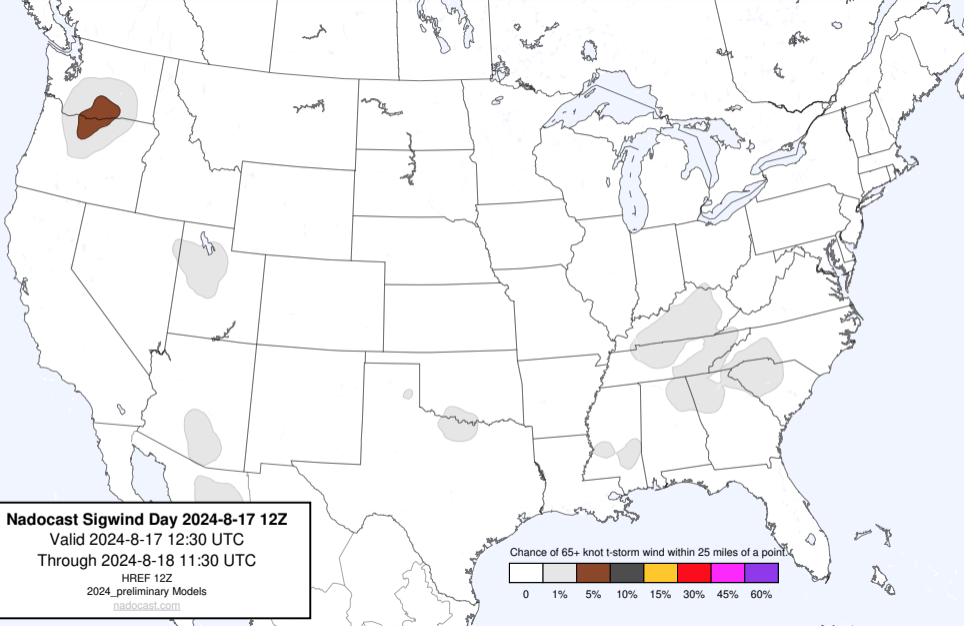 Nadocast Sigwind Day 2024-8-17 12Z
Valid 2024-8-17 12:30 UTC
Through 2024-8-18 11:30 UTC
HREF 12Z
2024_preliminary Models
nadocast.com
Chance of 65+ knot t-storm wind within 25 miles of a point.
0 1% 5% 10% 15% 30% 45% 60%